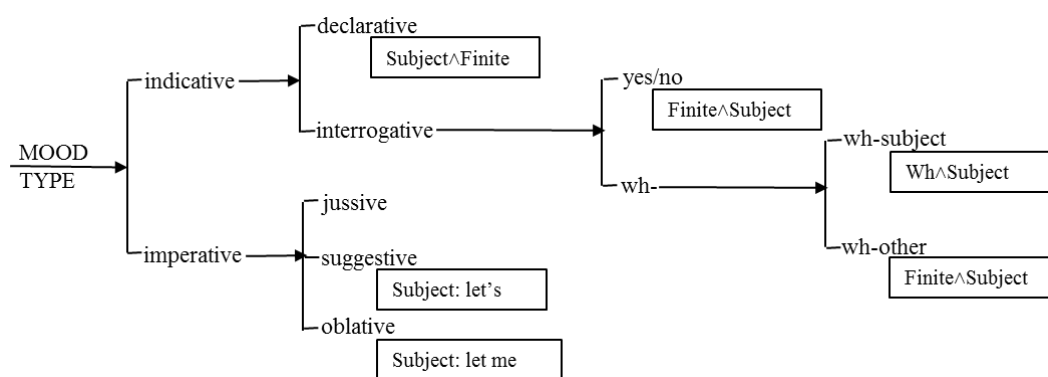 declarative
Subject˄Finite
indicative
yes/no
Finite˄Subject
interrogative
wh-subject
MOOD
TYPE
Wh˄Subject
wh-
jussive
imperative
suggestive
wh-other
Finite˄Subject
Subject: let’s
oblative
Subject: let me